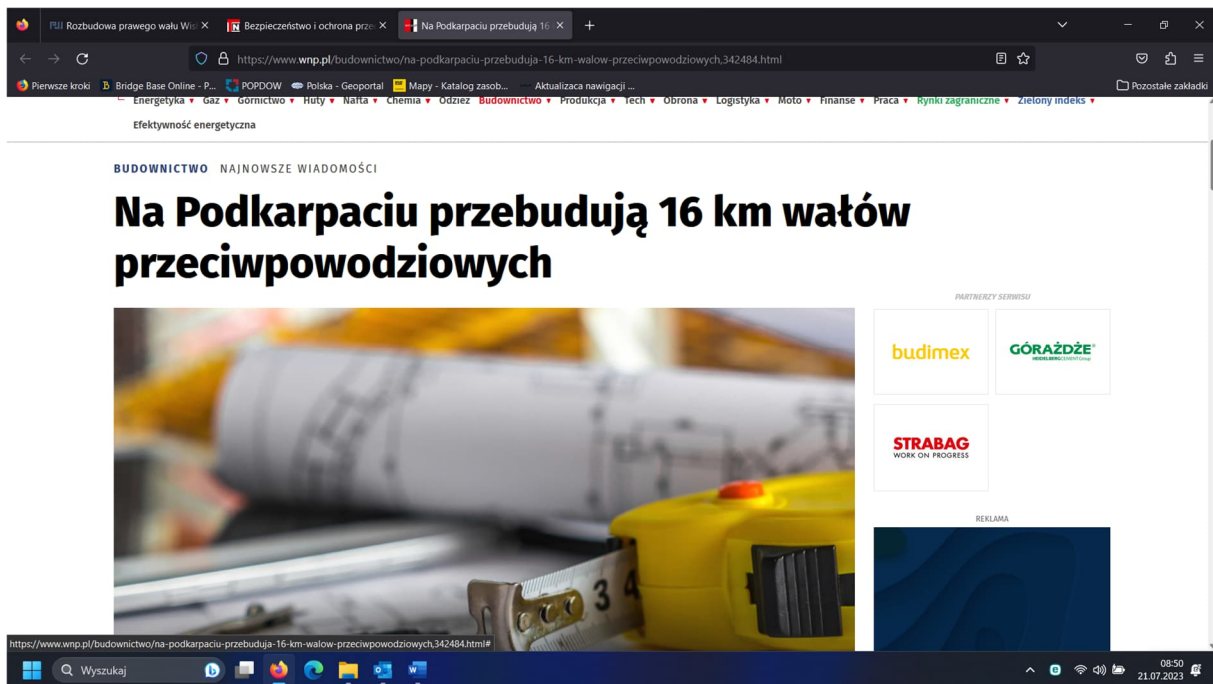 Rozbudowa prawego wału Wis
Bezpieczeństwo i ochrona prze
Na Podkarpaciu przebudują 16
https://www.wnp.pl/budownictwo/na-podkarpaciu-przebuduja-16-km-walow-przeciwpowodziowych,342484.html
Pierwsze kroki Bridge Base Online - P... POPDOW Polska - Geoportal Mapy - Katalog zasob... Aktualizaca nawigacji ... Pozostałe zakładki
Energetyka Gaz Górnictwo Huty Nafta Chemia Odzież Budownictwo Produkcja Tech Obrona Logistyka Moto Finanse Praca Rynki zagraniczne Zielony indeks
Efektywność energetyczna
BUDOWNICTWO NAJNOWSZE WIADOMOŚCI
Na Podkarpaciu przebudują 16 km wałów
przeciwpowodziowych
PARTNERZY SERWISU
budimex
GÓRAŻDŻE
HEIDELBERGCEMENT Group
STRABAG
WORK ON PROGRESS
REKLAMA
3 4
https://www.wnp.pl/budownictwo/na-podkarpaciu-przebuduja-16-km-walow-przeciwpowodziowych,342484.html#
Wyszukaj
08:50
21.07.2023